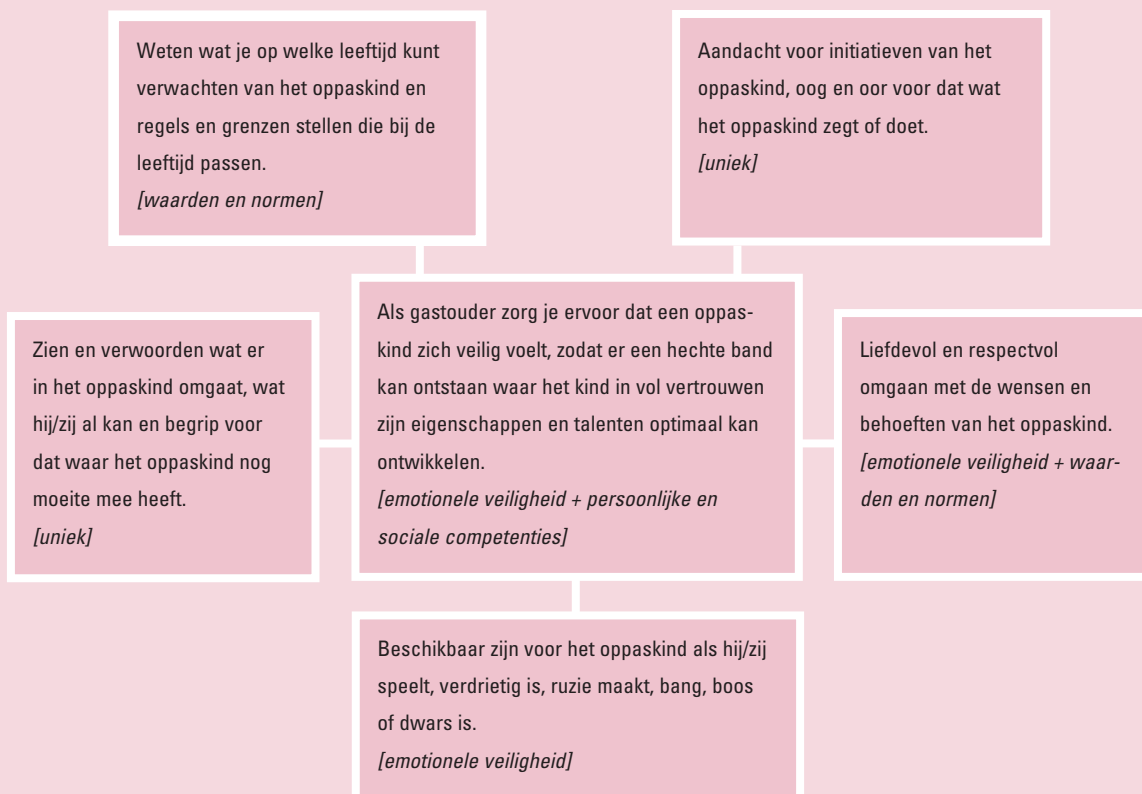 Weten wat je op welke leeftijd kunt
verwachten van het oppaskind en
regels en grenzen stellen die bij de
leeftijd passen.
[waarden en normen]
Aandacht voor initiatieven van het
oppaskind, oog en oor voor dat wat
het oppaskind zegt of doet.
[uniek]
Zien en verwoorden wat er
in het oppaskind omgaat, wat
hij/zij al kan en begrip voor
dat waar het oppaskind nog
moeite mee heeft.
[uniek]
Als gastouder zorg je ervoor dat een oppas-
kind zich veilig voelt, zodat er een hechte band
kan ontstaan waar het kind in vol vertrouwen
zijn eigenschappen en talenten optimaal kan
ontwikkelen.
[emotionele veiligheid + persoonlijke en
sociale competenties]
Liefdevol en respectvol
omgaan met de wensen en
behoeften van het oppaskind.
[emotionele veiligheid + waar-
den en normen]
Beschikbaar zijn voor het oppaskind als hij/zij
speelt, verdrietig is, ruzie maakt, bang, boos
of dwars is.
[emotionele veiligheid]